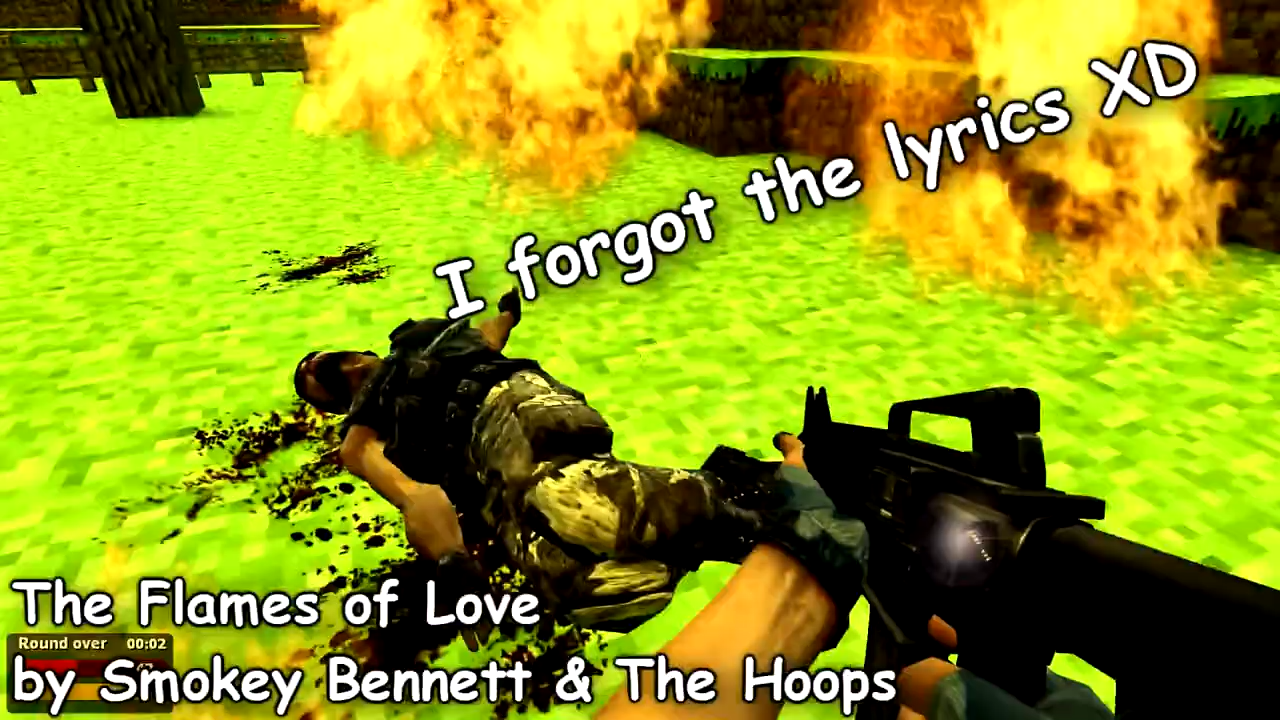 I forgot the lyrics XD
The Flames of Love
Round over 00:02
by Smokey Bennett & The Hoops